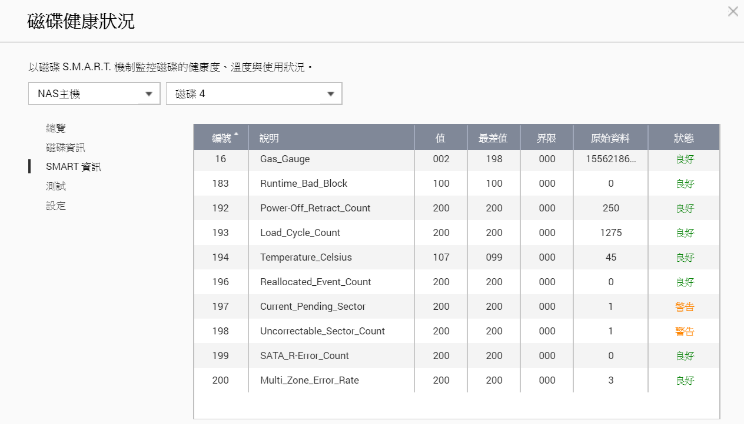 磁碟健康狀況
以磁碟 S.M.A.R.T. 機制監控磁碟的健康度、溫度與使用狀況。
NAS主機 磁碟 4
總覽
磁碟資訊
SMART 資訊
測試
設定
編號 說明 值 最差值 界限 原始資料 狀態
16 Gas_Gauge 002 198 000 15562186... 良好
183 Runtime_Bad_Block 100 100 000 0 良好
192 Power-Off_Retract_Count 200 200 000 250 良好
193 Load_Cycle_Count 200 200 000 1275 良好
194 Temperature_Celsius 107 099 000 45 良好
196 Reallocated_Event_Count 200 200 000 0 良好
197 Current_Pending_Sector 200 200 000 1 警告
198 Uncorrectable_Sector_Count 200 200 000 1 警告
199 SATA_R-Error_Count 200 200 000 0 良好
200 Multi_Zone_Error_Rate 200 200 000 3 良好